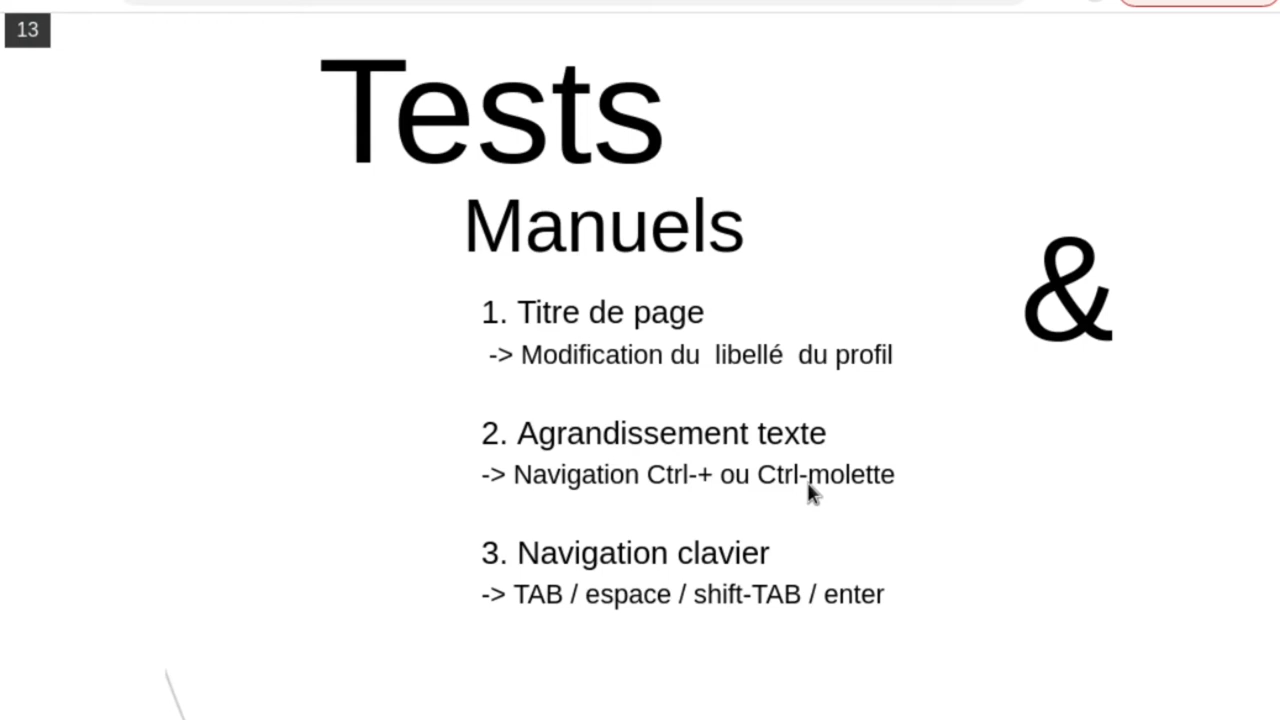 13
Tests
Manuels
&
1. Titre de page
-> Modification du libellé du profil
2. Agrandissement texte
-> Navigation Ctrl-+ ou Ctrl-molette
3. Navigation clavier
-> TAB / espace / shift-TAB / enter